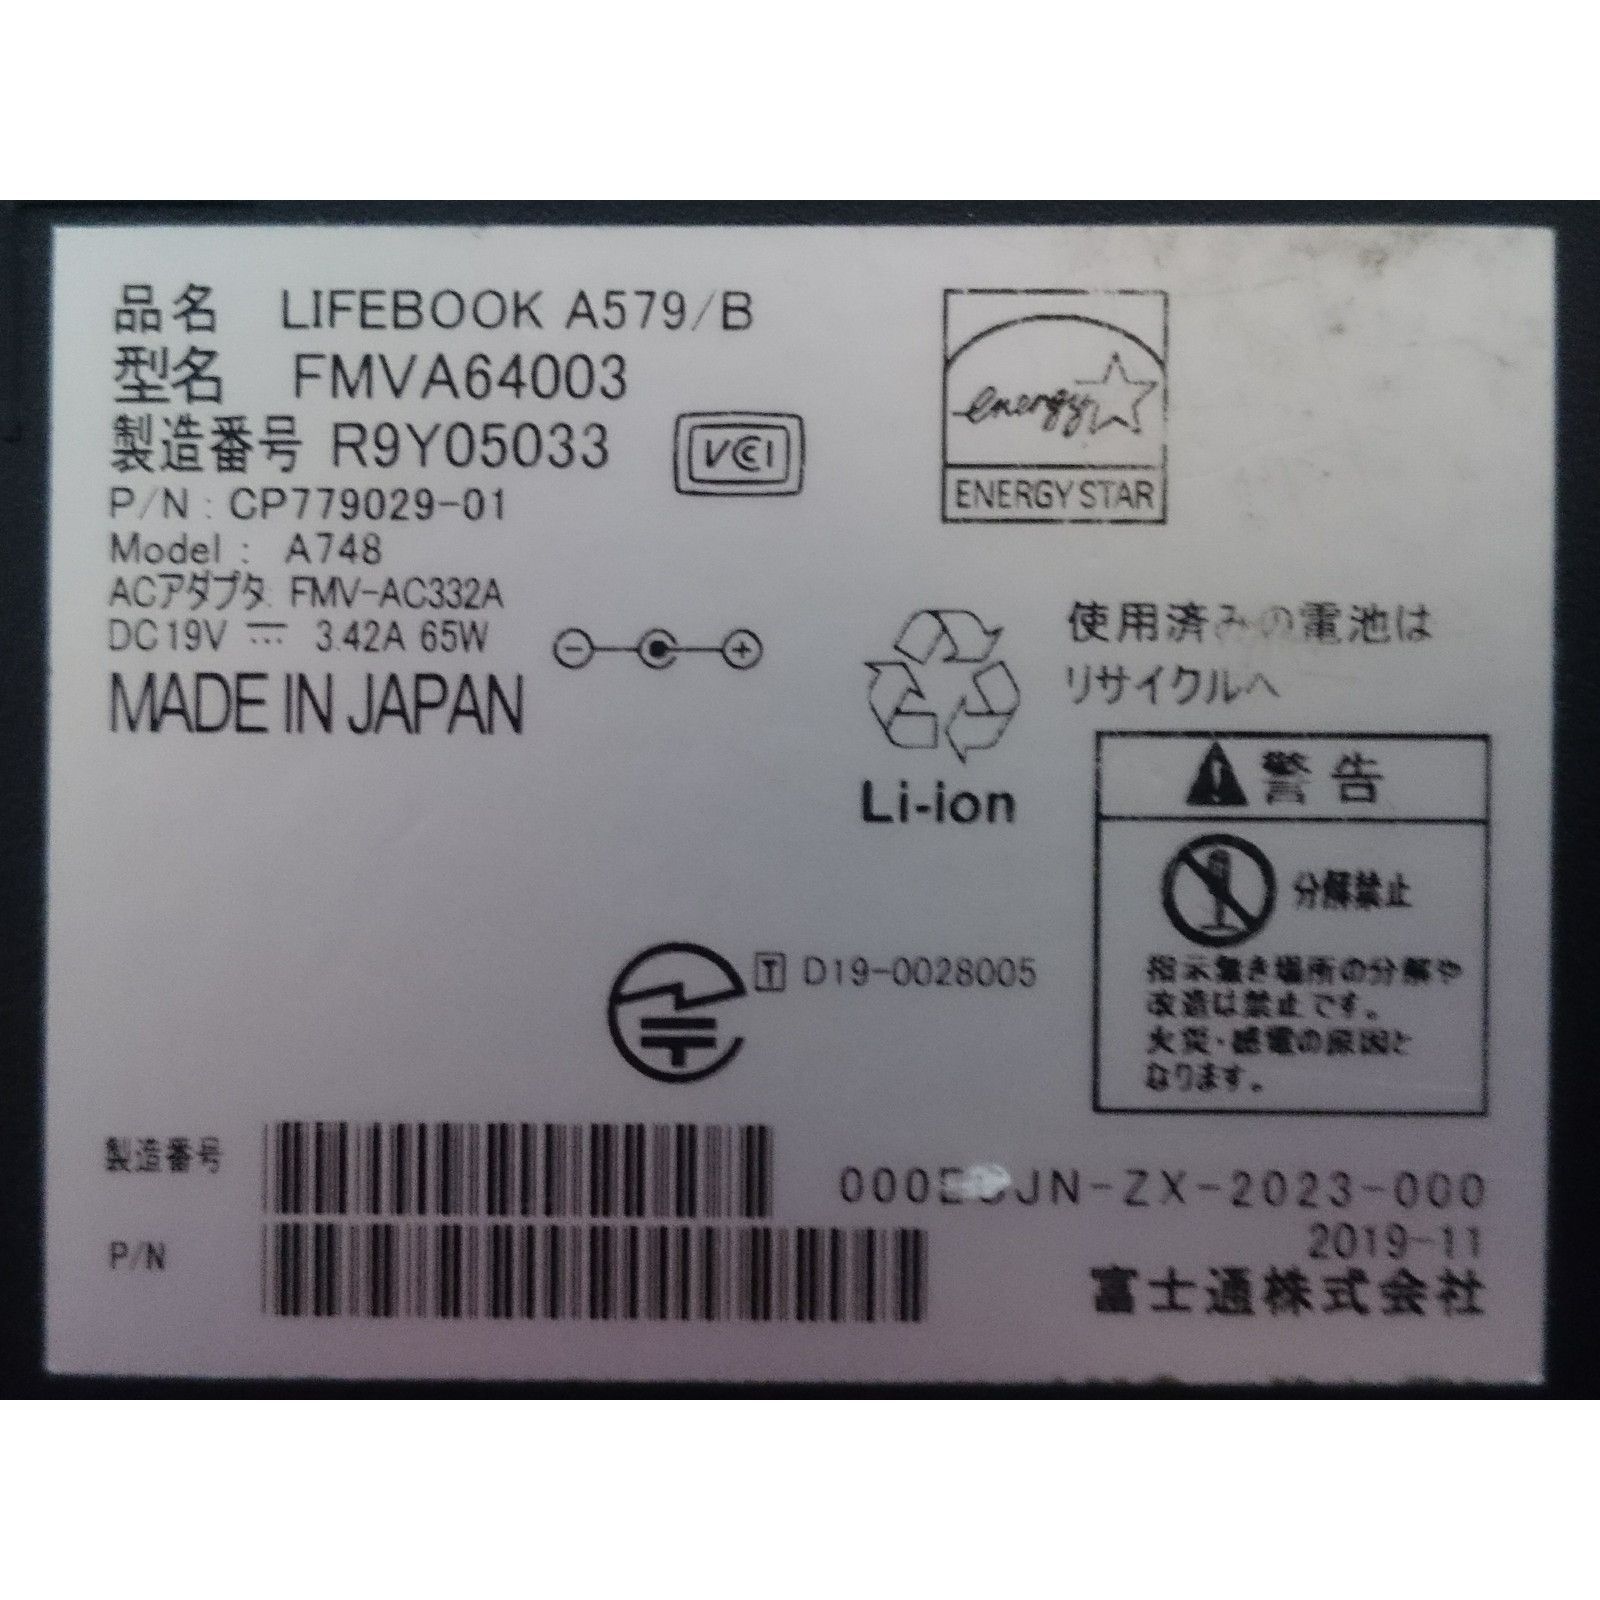 品名 LIFEBOOK A579/B
型名 FMVA64003
製造番号 R9Y05033
VCCI
P/N : CP779029-01
Model : A748
ACアダプタ FMV-AC332A
DC19V ⎓ 3.42A 65W
MADE IN JAPAN
energy
ENERGY STAR
使用済みの電池は
リサイクルへ
Li-ion
警告
分解禁止
指示無き場所の分解や
改造は禁止です。
火災・感電の原因と
なります。
T D19-0028005
製造番号
P/N
JN-ZX-2023-000
2019-11
富士通株式会社